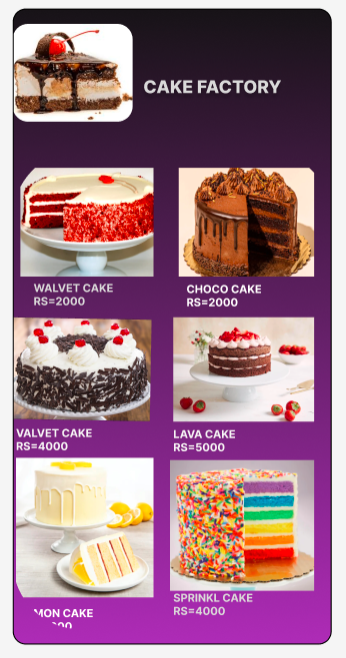 CAKE FACTORY
WALVET CAKE
RS=2000
CHOCO CAKE
RS=2000
VALVET CAKE
RS=4000
LAVA CAKE
RS=5000
MON CAKE
SPRINKL CAKE
RS=4000